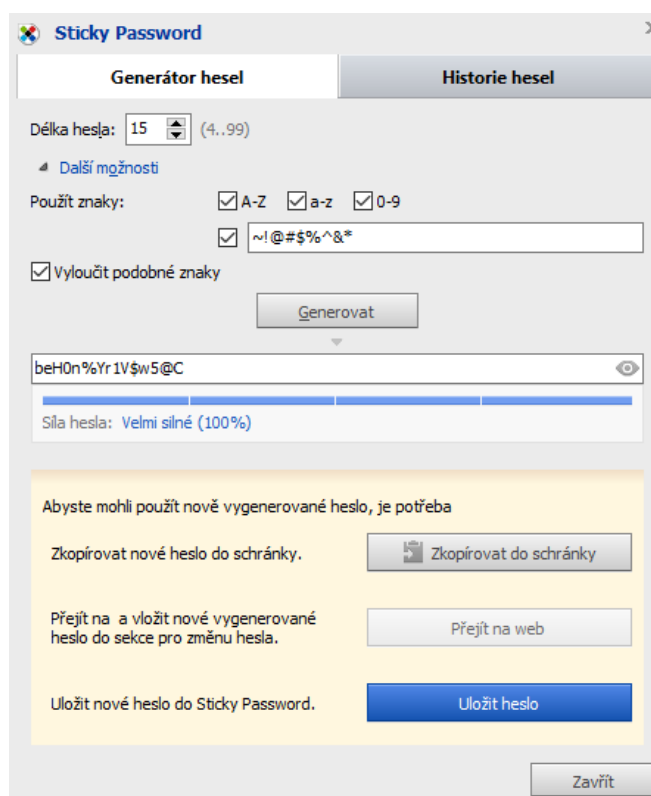 Sticky Password
Generátor hesel
Historie hesel
Délka hesla: 15 (4..99)
Další možnosti
Použít znaky: A-Z a-z 0-9
~!@#$%^&*
Vyloučit podobné znaky
Generovat
beH0n%Yr1V$w5@C
Síla hesla: Velmi silné (100%)
Abyste mohli použít nově vygenerované heslo, je potřeba
Zkopírovat nové heslo do schránky.
Zkopírovat do schránky
Přejít na a vložit nové vygenerované
heslo do sekce pro změnu hesla.
Přejít na web
Uložit nové heslo do Sticky Password.
Uložit heslo
Zavřít